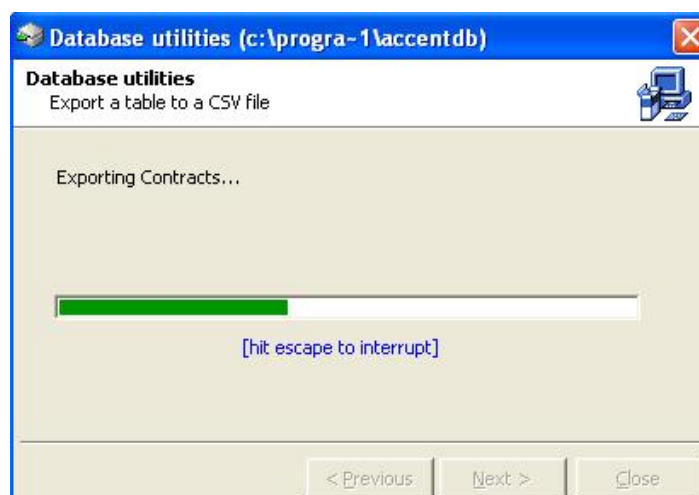 Database utilities (c:\progra~1\accentdb)
Database utilities
Export a table to a CSV file
Exporting Contracts...
[hit escape to interrupt]
< Previous
Next >
Close